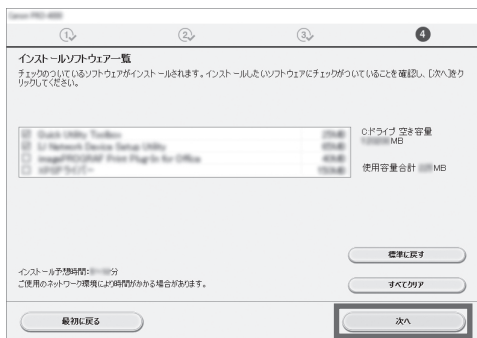 4
インストールソフトウェア一覧
チェックのついているソフトウェアがインストールされます。インストールしたいソフトウェアにチェックがついていることを確認し、[次へ]をク
リックしてください。
Quick Utility Toolbox
Cドライブ 空き容量
MB
使用容量合計 MB
標準に戻す
インストール予想時間: 分
ご使用のネットワーク環境により時間がかかる場合があります。
すべてクリア
最初に戻る
次へ